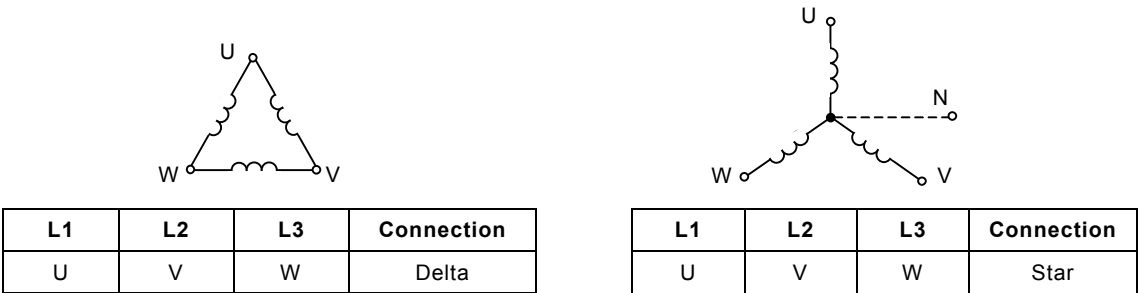 U
W
V
L1 L2 L3 Connection
U V W Delta
U
N
W
V
L1 L2 L3 Connection
U V W Star